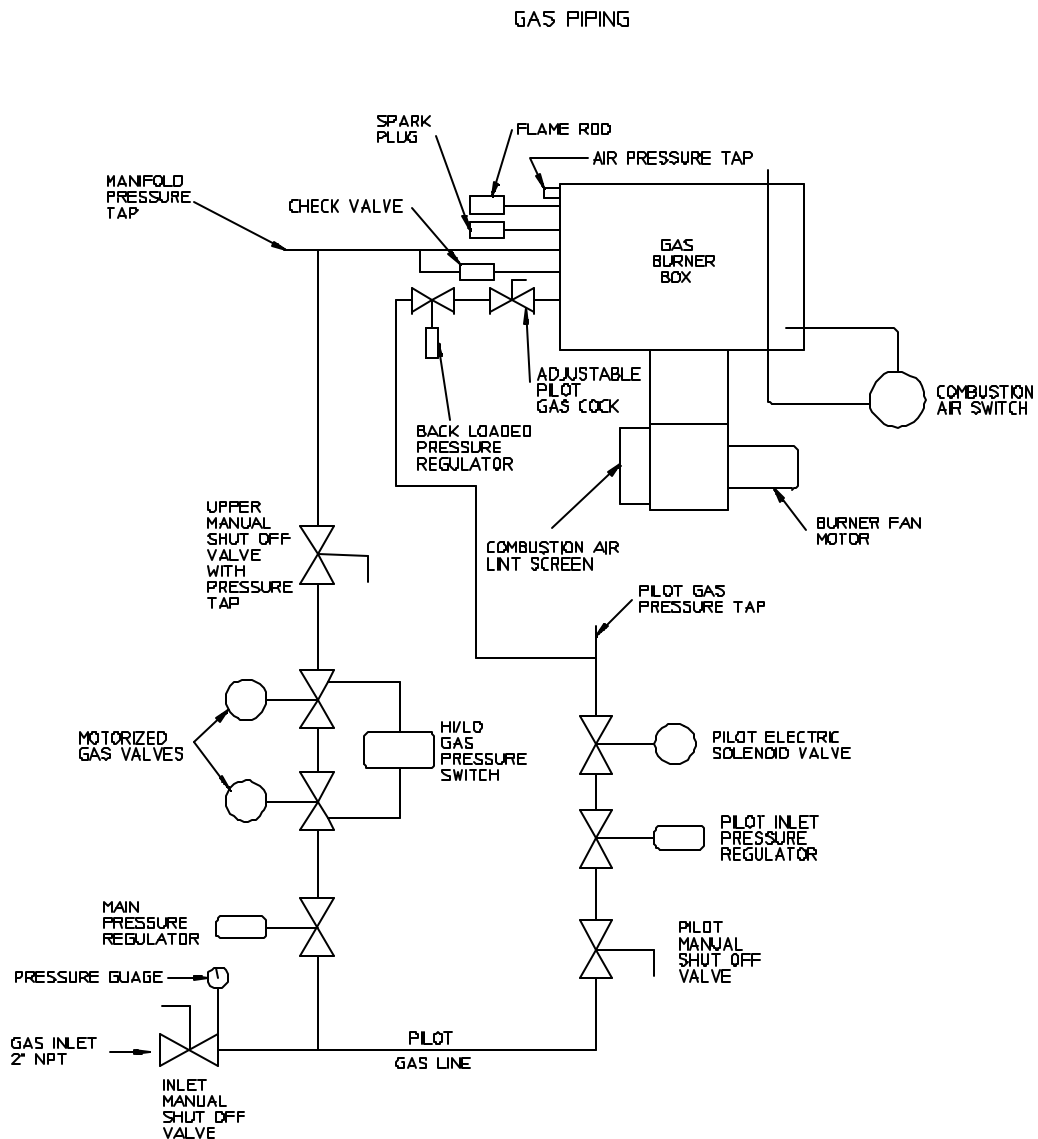 GAS PIPING
SPARK
PLUG
FLAME ROD
AIR PRESSURE TAP
MANIFOLD
PRESSURE
TAP
CHECK VALVE
GAS
BURNER
BOX
ADJUSTABLE
PILOT
GAS COCK
COMBUSTION
AIR SWITCH
BACK LOADED
PRESSURE
REGULATOR
UPPER
MANUAL
SHUT OFF
VALVE
WITH
PRESSURE
TAP
BURNER FAN
MOTOR
COMBUSTION AIR
LINT SCREEN
PILOT GAS
PRESSURE TAP
MOTORIZED
GAS VALVES
HI/LO
GAS
PRESSURE
SWITCH
PILOT ELECTRIC
SOLENOID VALVE
PILOT INLET
PRESSURE
REGULATOR
MAIN
PRESSURE
REGULATOR
PILOT
MANUAL
SHUT OFF
VALVE
PRESSURE GUAGE
GAS INLET
2" NPT
PILOT
GAS LINE
INLET
MANUAL
SHUT OFF
VALVE